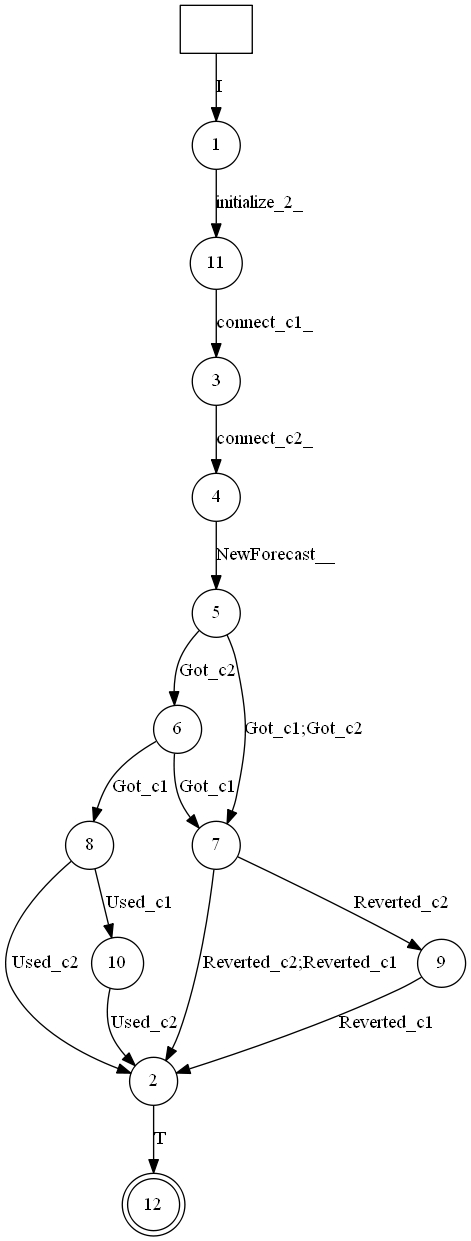 I
1
initialize_2_
11
connect_c1_
3
connect_c2_
4
NewForecast__
5
Got_c2
6
Got_c1;Got_c2
Got_c1
Got_c1
8
7
Used_c1
Reverted_c2
Used_c2
10
Reverted_c2;Reverted_c1
9
Used_c2
Reverted_c1
2
T
12